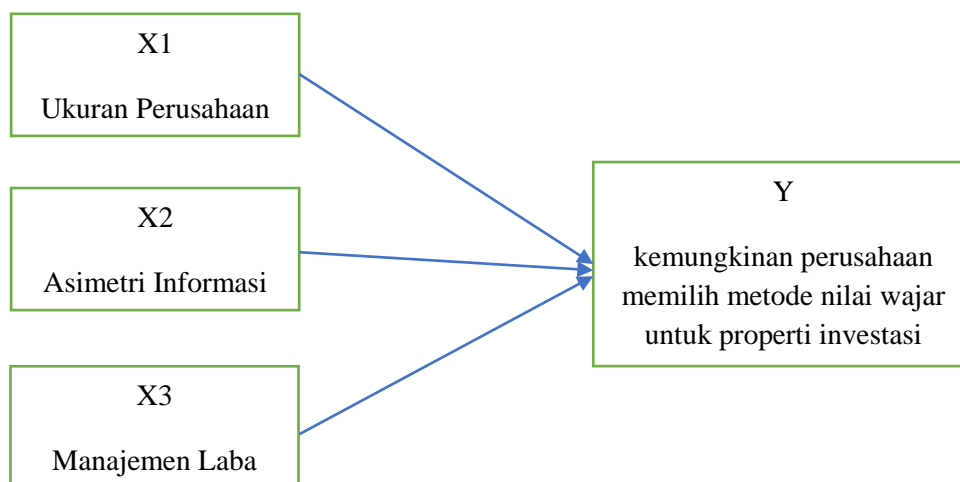 X1
Ukuran Perusahaan
X2
Asimetri Informasi
X3
Manajemen Laba
Y
kemungkinan perusahaan
memilih metode nilai wajar
untuk properti investasi